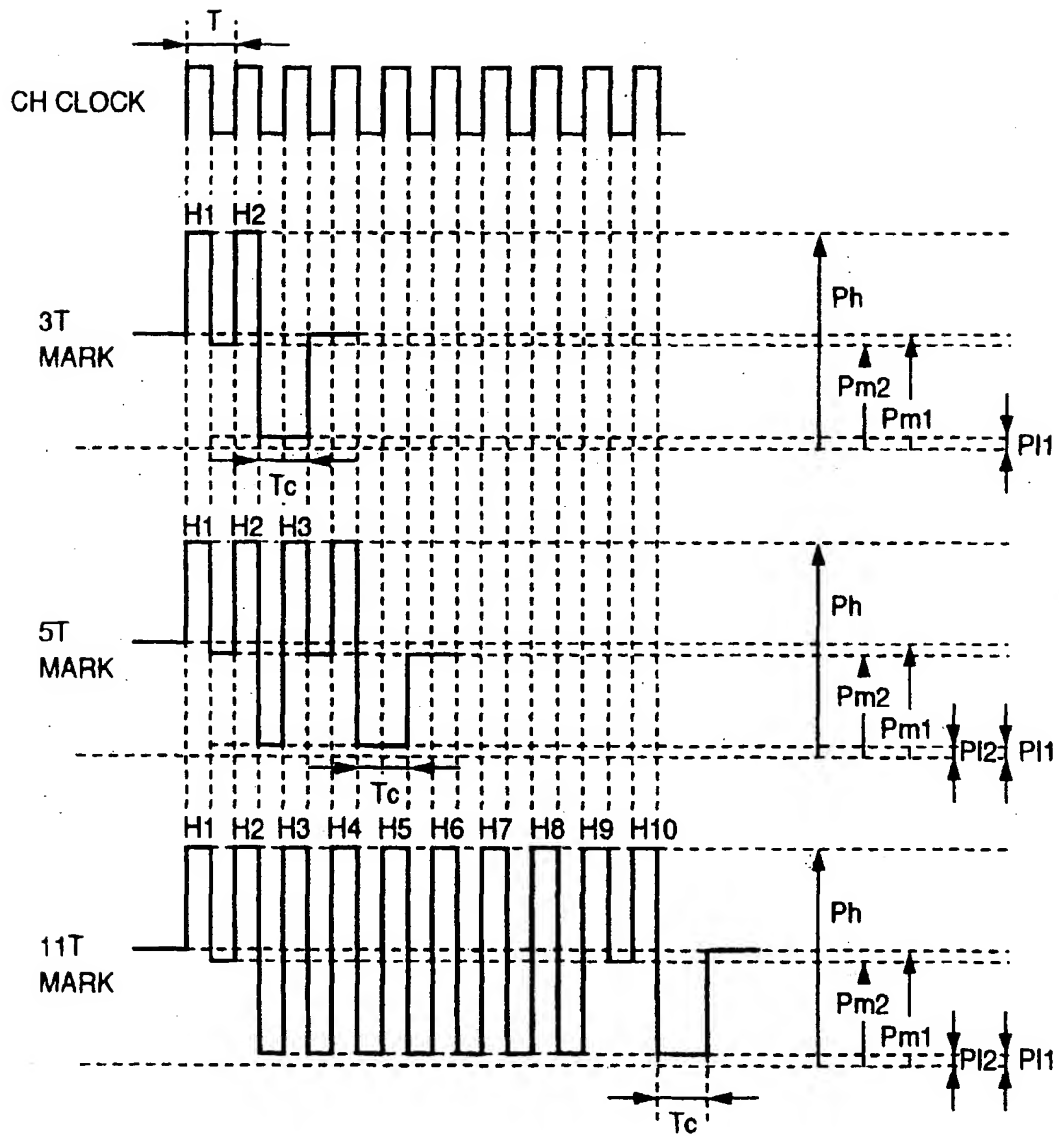 T
CH CLOCK
H1 H2
3T
MARK
Ph
Pm2
Pm1
Pl1
Tc
H1 H2 H3
5T
MARK
Ph
Pm2
Pm1
Pl2
Pl1
Tc
H1 H2 H3 H4 H5 H6 H7 H8 H9 H10
11T
MARK
Ph
Pm2
Pm1
Pl2
Pl1
Tc